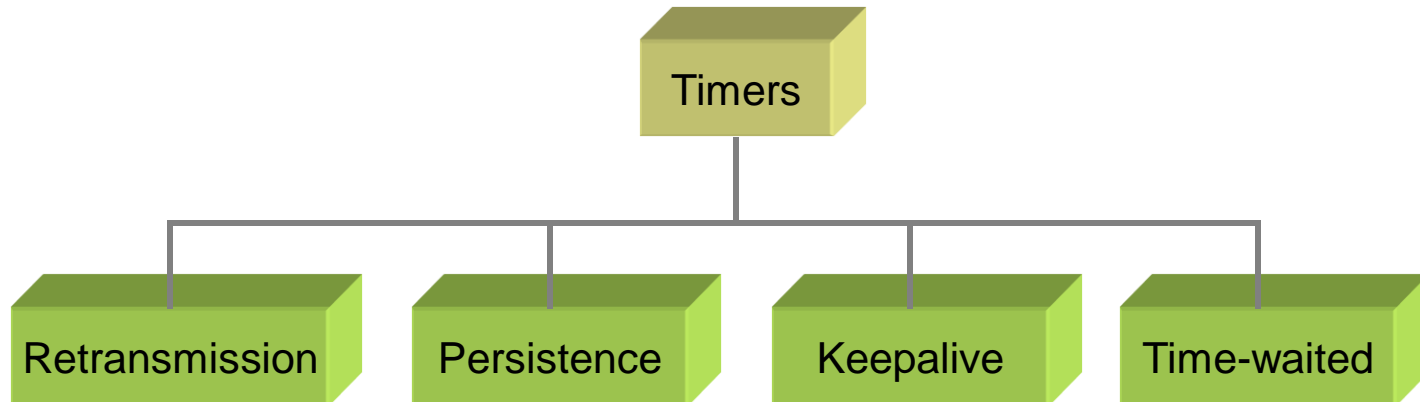 Timers
Retransmission
Persistence
Keepalive
Time-waited